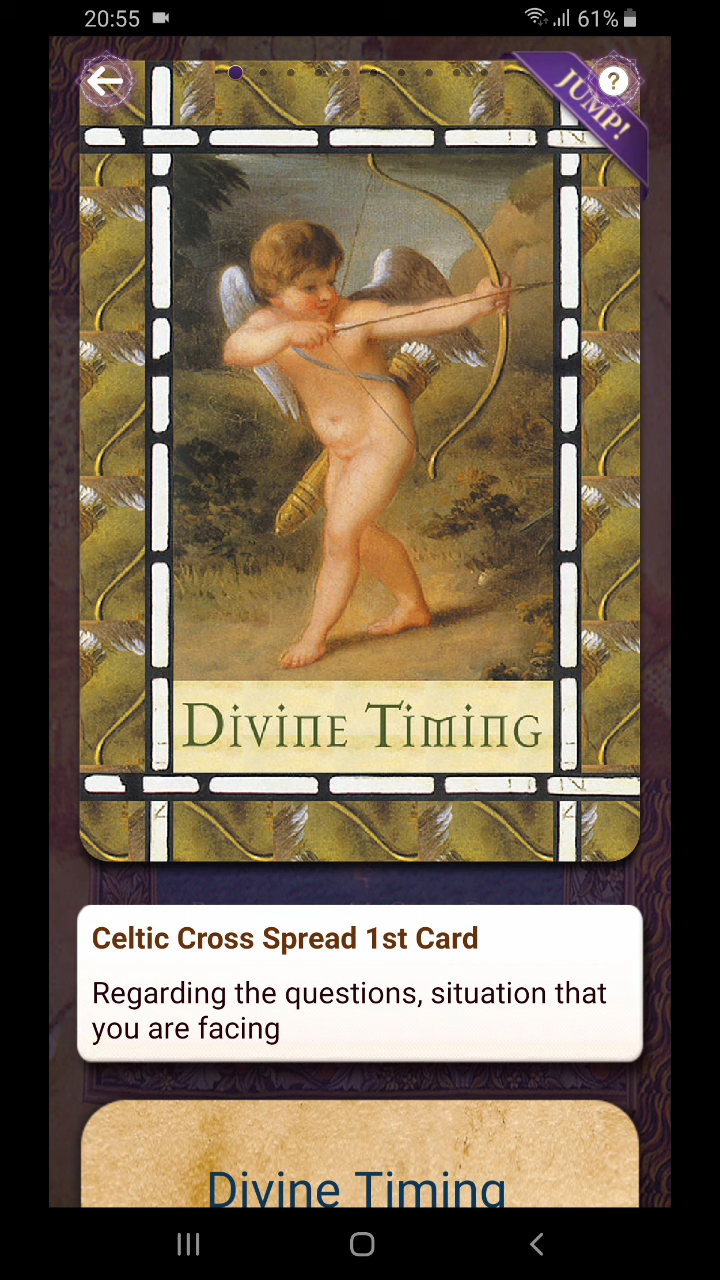 20:55
61%
?
JUMP!
Divine Timing
Celtic Cross Spread 1st Card
Regarding the questions, situation that
you are facing
Divine Timing